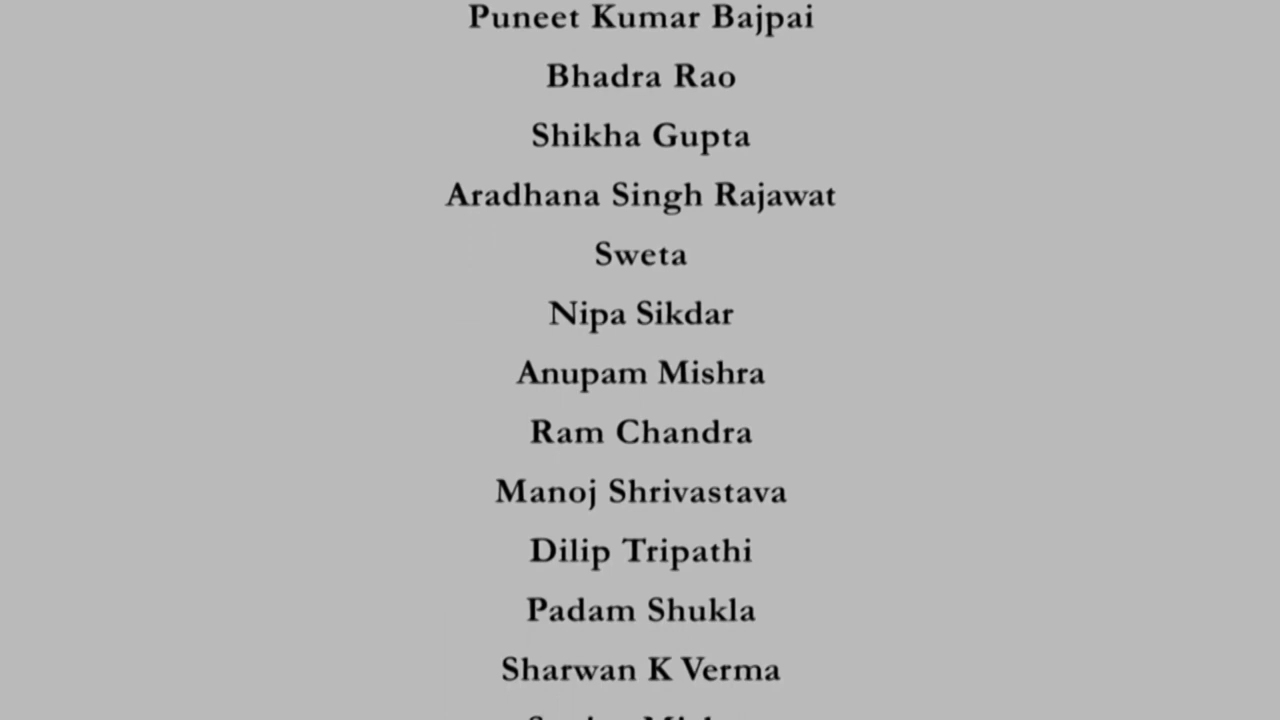 Puneet Kumar Bajpai
Bhadra Rao
Shikha Gupta
Aradhana Singh Rajawat
Sweta
Nipa Sikdar
Anupam Mishra
Ram Chandra
Manoj Shrivastava
Dilip Tripathi
Padam Shukla
Sharwan K Verma